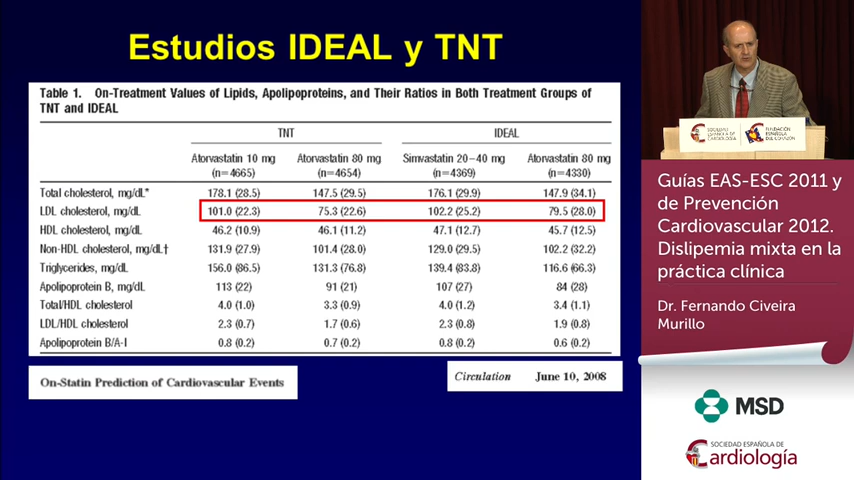 Estudios IDEAL y TNT
Table 1. On-Treatment Values of Lipids, Apolipoproteins, and Their Ratios in Both Treatment Groups of
TNT and IDEAL
TNT IDEAL
Atorvastatin 10 mg Atorvastatin 80 mg Simvastatin 20–40 mg Atorvastatin 80 mg
(n=4665) (n=4654) (n=4369) (n=4330)
Total cholesterol, mg/dL* 178.1 (28.5) 147.5 (29.5) 176.1 (29.9) 147.9 (34.1)
LDL cholesterol, mg/dL 101.0 (22.3) 75.3 (22.6) 102.2 (25.2) 79.5 (28.0)
HDL cholesterol, mg/dL 46.2 (10.9) 46.1 (11.2) 47.1 (12.7) 45.7 (12.5)
Non-HDL cholesterol, mg/dL† 131.9 (27.9) 101.4 (28.0) 129.0 (29.5) 102.2 (32.2)
Triglycerides, mg/dL 156.0 (86.5) 131.3 (76.8) 139.4 (83.8) 116.6 (66.3)
Apolipoprotein B, mg/dL 113 (22) 91 (21) 107 (27) 84 (28)
Total/HDL cholesterol 4.0 (1.0) 3.3 (0.9) 4.0 (1.2) 3.4 (1.1)
LDL/HDL cholesterol 2.3 (0.7) 1.7 (0.6) 2.3 (0.8) 1.9 (0.8)
Apolipoprotein B/A-I 0.8 (0.2) 0.7 (0.2) 0.8 (0.2) 0.6 (0.2)
On-Statin Prediction of Cardiovascular Events
Circulation June 10, 2008
SOCIEDAD
ESPAÑOLA DE
CARDIOLOGÍA
FUNDACIÓN
ESPAÑOLA
DEL CORAZÓN
Guías EAS-ESC 2011 y
de Prevención
Cardiovascular 2012.
Dislipemia mixta en la
práctica clínica
Dr. Fernando Civeira
Murillo
MSD
SOCIEDAD ESPAÑOLA DE
Cardiología